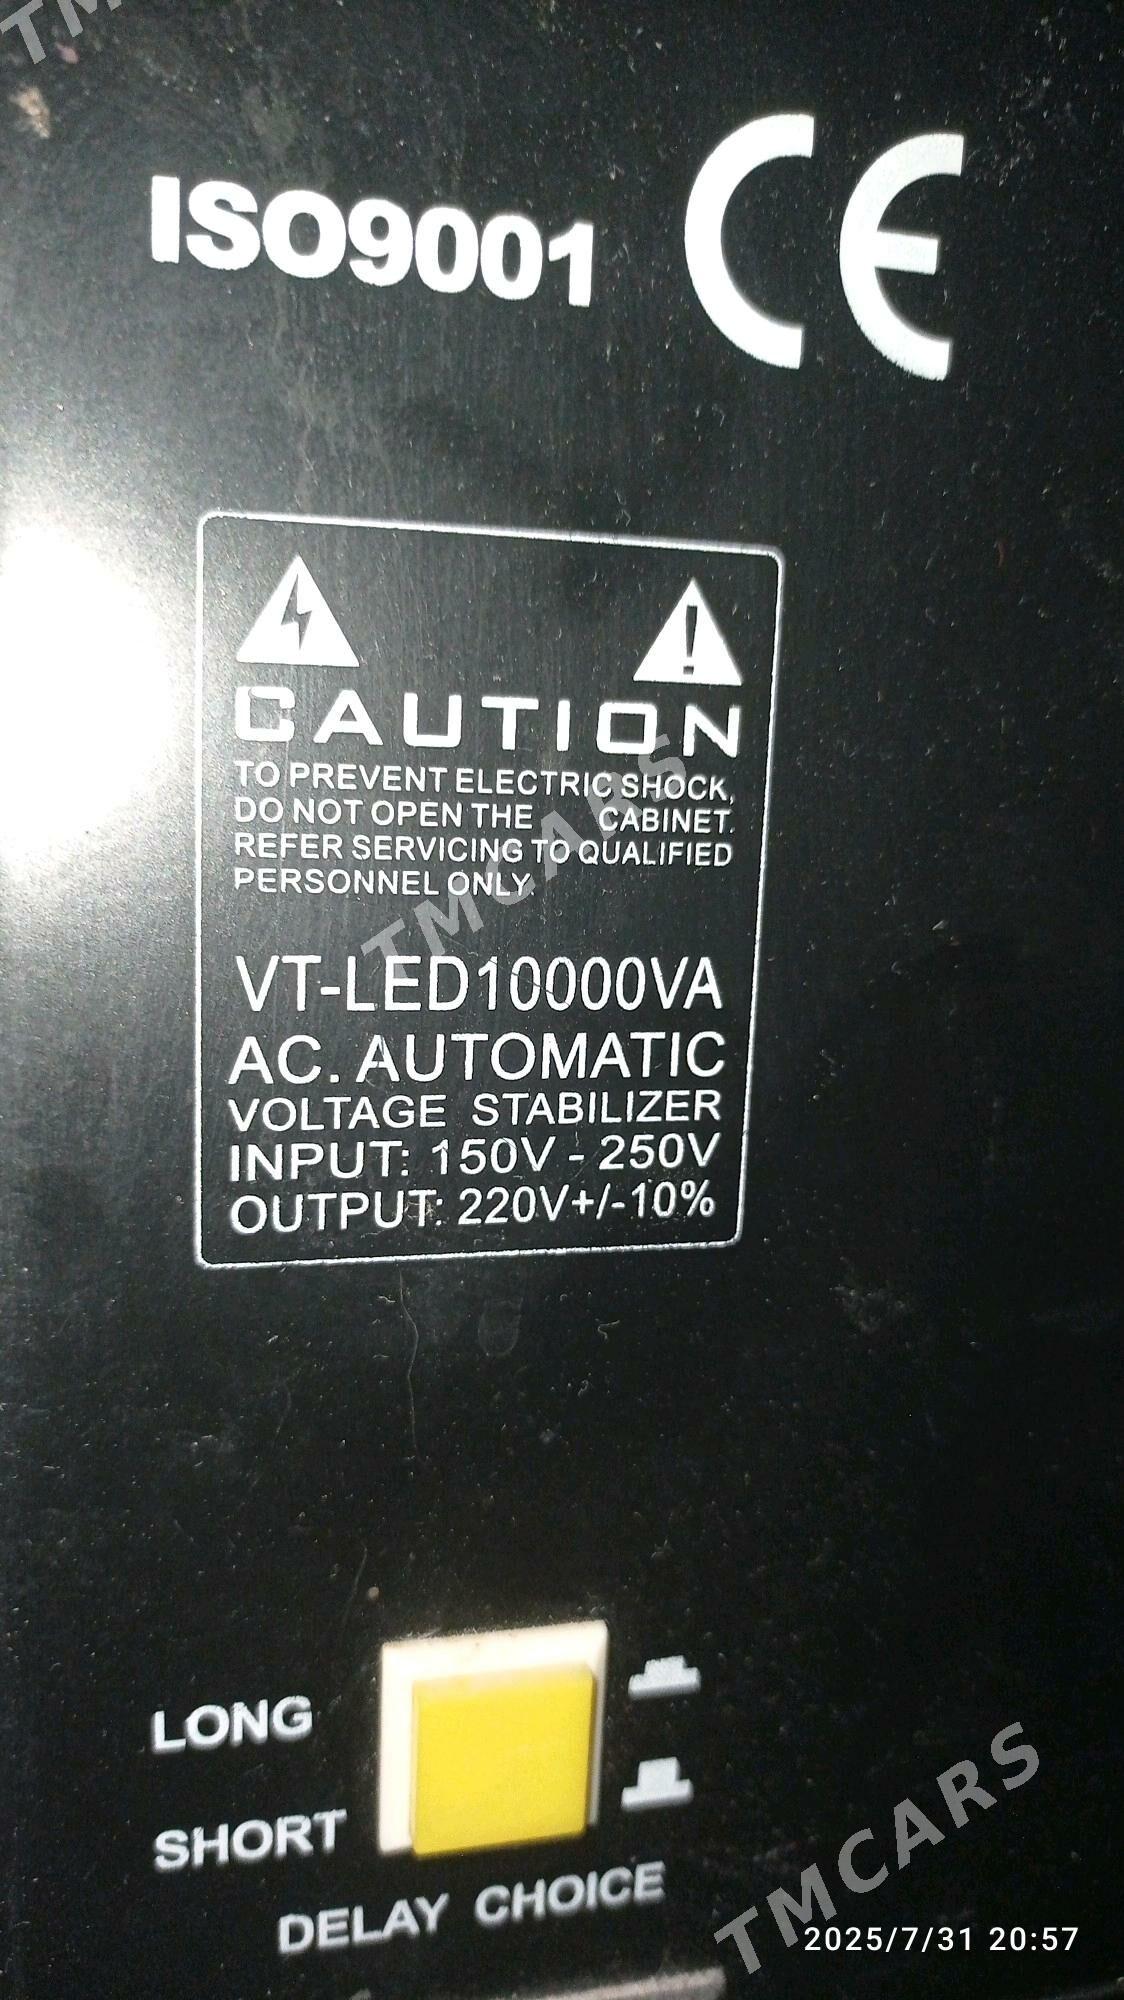 TMCARS
ISO9001 CE
CAUTION
TO PREVENT ELECTRIC SHOCK,
DO NOT OPEN THE CABINET.
REFER SERVICING TO QUALIFIED
PERSONNEL ONLY.
TMCARS
VT-LED10000VA
AC. AUTOMATIC
VOLTAGE STABILIZER
INPUT: 150V - 250V
OUTPUT: 220V+/-10%
LONG
SHORT
DELAY CHOICE
TMCARS
2025/7/31 20:57